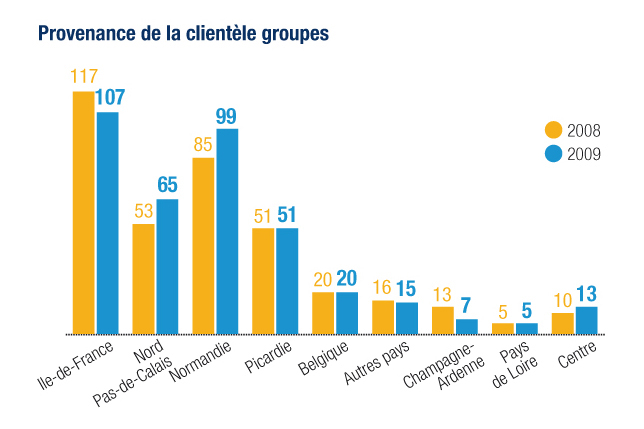 Provenance de la clientèle groupes
117
107
53
65
85
99
51
51
20
20
16
15
13
7
5
5
10
13
2008
2009
Ile-de-France
Nord
Pas-de-Calais
Normandie
Picardie
Belgique
Autres pays
Champagne-
Ardenne
Pays
de Loire
Centre